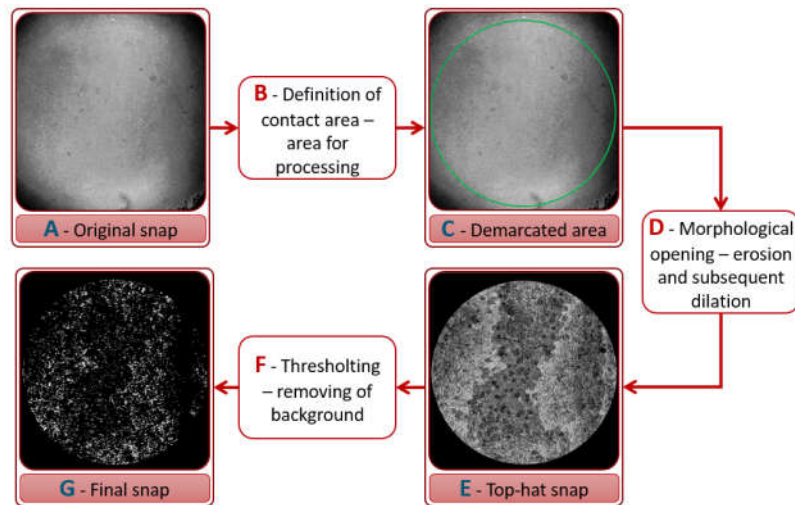 B - Definition of
contact area –
area for
processing
A - Original snap
C - Demarcated area
D - Morphological
opening – erosion
and subsequent
dilation
F - Thresholting
– removing of
background
G - Final snap
E - Top-hat snap